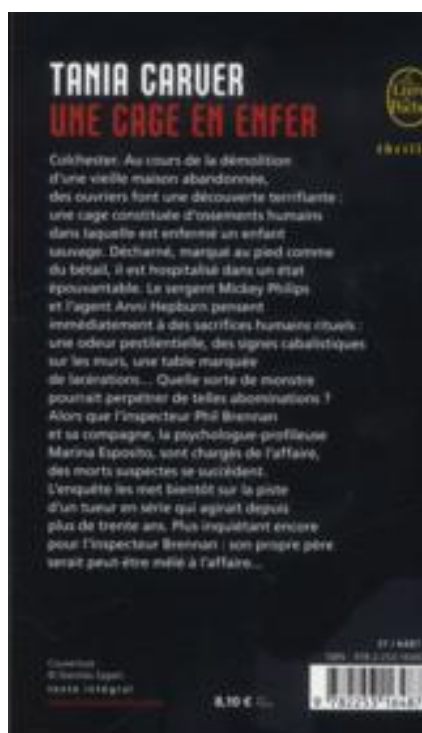 TANIA CARVER
UNE CAGE EN ENFER
Le Livre
de Poche
thrill
Colchester. Au cours de la démolition
d'une vieille maison abandonnée,
des ouvriers font une découverte terrifiante :
une cage constituée d'ossements humains
dans laquelle est enfermé un enfant
sauvage. Décharné, marqué au pied comme
du bétail, il est hospitalisé dans un état
épouvantable. Le sergent Mickey Philips
et l'agent Anni Hepburn pensent
immédiatement à des sacrifices humains rituels :
une odeur pestilentielle, des signes cabalistiques
sur les murs, une table marquée
de lacérations... Quelle sorte de monstre
pourrait perpétrer de telles abominations ?
Alors que l'inspecteur Phil Brennan
et sa compagne, la psychologue-profileuse
Marina Esposito, sont chargés de l'affaire,
des morts suspectes se succèdent.
L'enquête les met bientôt sur la piste
d'un tueur en série qui agirait depuis
plus de trente ans. Plus inquiétant encore
pour l'inspecteur Brennan : son propre père
serait peut-être mêlé à l'affaire...
Couverture :
texte intégral
8,10 €